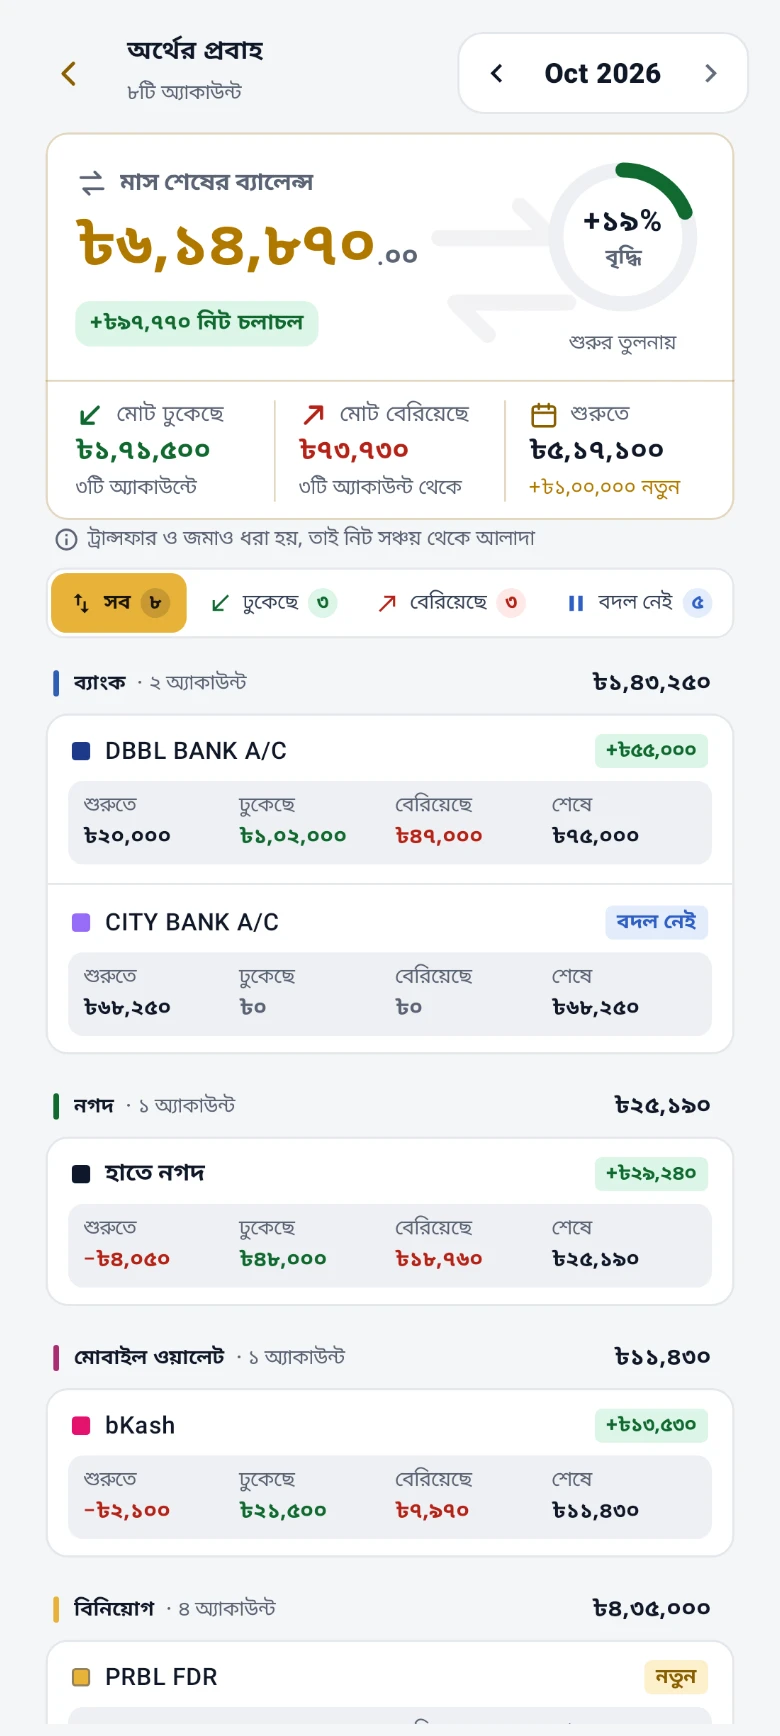 অর্থের প্রবাহ
৮টি অ্যাকাউন্ট
Oct 2026
মাস শেষের ব্যালেন্স
৳৬,১৪,৮৭০.০০
+৳৯৭,৭৭০ নিট চলাচল
+১৯%
বৃদ্ধি
শুরুর তুলনায়
মোট ঢুকেছে
৳১,৭১,৫০০
৩টি অ্যাকাউন্টে
মোট বেরিয়েছে
৳৭৩,৭৩০
৩টি অ্যাকাউন্ট থেকে
শুরুতে
৳৫,১৭,১০০
+৳১,০০,০০০ নতুন
ট্রান্সফার ও জমাও ধরা হয়, তাই নিট সঞ্চয় থেকে আলাদা
সব ৮ ঢুকেছে ৩ বেরিয়েছে ৩ বদল নেই ৫
ব্যাংক · ২ অ্যাকাউন্ট ৳১,৪৩,২৫০
DBBL BANK A/C +৳৫৫,০০০
শুরুতে ঢুকেছে বেরিয়েছে শেষে
৳২০,০০০ ৳১,০২,০০০ ৳৪৭,০০০ ৳৭৫,০০০
CITY BANK A/C বদল নেই
শুরুতে ঢুকেছে বেরিয়েছে শেষে
৳৬৮,২৫০ ৳০ ৳০ ৳৬৮,২৫০
নগদ · ১ অ্যাকাউন্ট ৳২৫,১৯০
হাতে নগদ +৳২৯,২৪০
শুরুতে ঢুকেছে বেরিয়েছে শেষে
−৳৪,০৫০ ৳৪৮,০০০ ৳১৮,৭৬০ ৳২৫,১৯০
মোবাইল ওয়ালেট · ১ অ্যাকাউন্ট ৳১১,৪৩০
bKash +৳১৩,৫৩০
শুরুতে ঢুকেছে বেরিয়েছে শেষে
−৳২,১০০ ৳২১,৫০০ ৳৭,৯৭০ ৳১১,৪৩০
বিনিয়োগ · ৪ অ্যাকাউন্ট ৳৪,৩৫,০০০
PRBL FDR নতুন